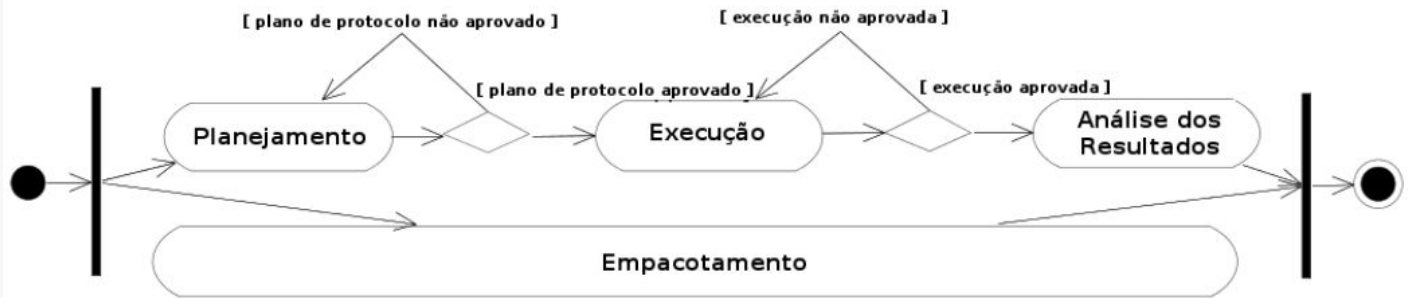 [ plano de protocolo não aprovado ]
[ execução não aprovada ]
[ plano de protocolo aprovado ]
[ execução aprovada ]
Planejamento
Execução
Análise dos
Resultados
Empacotamento